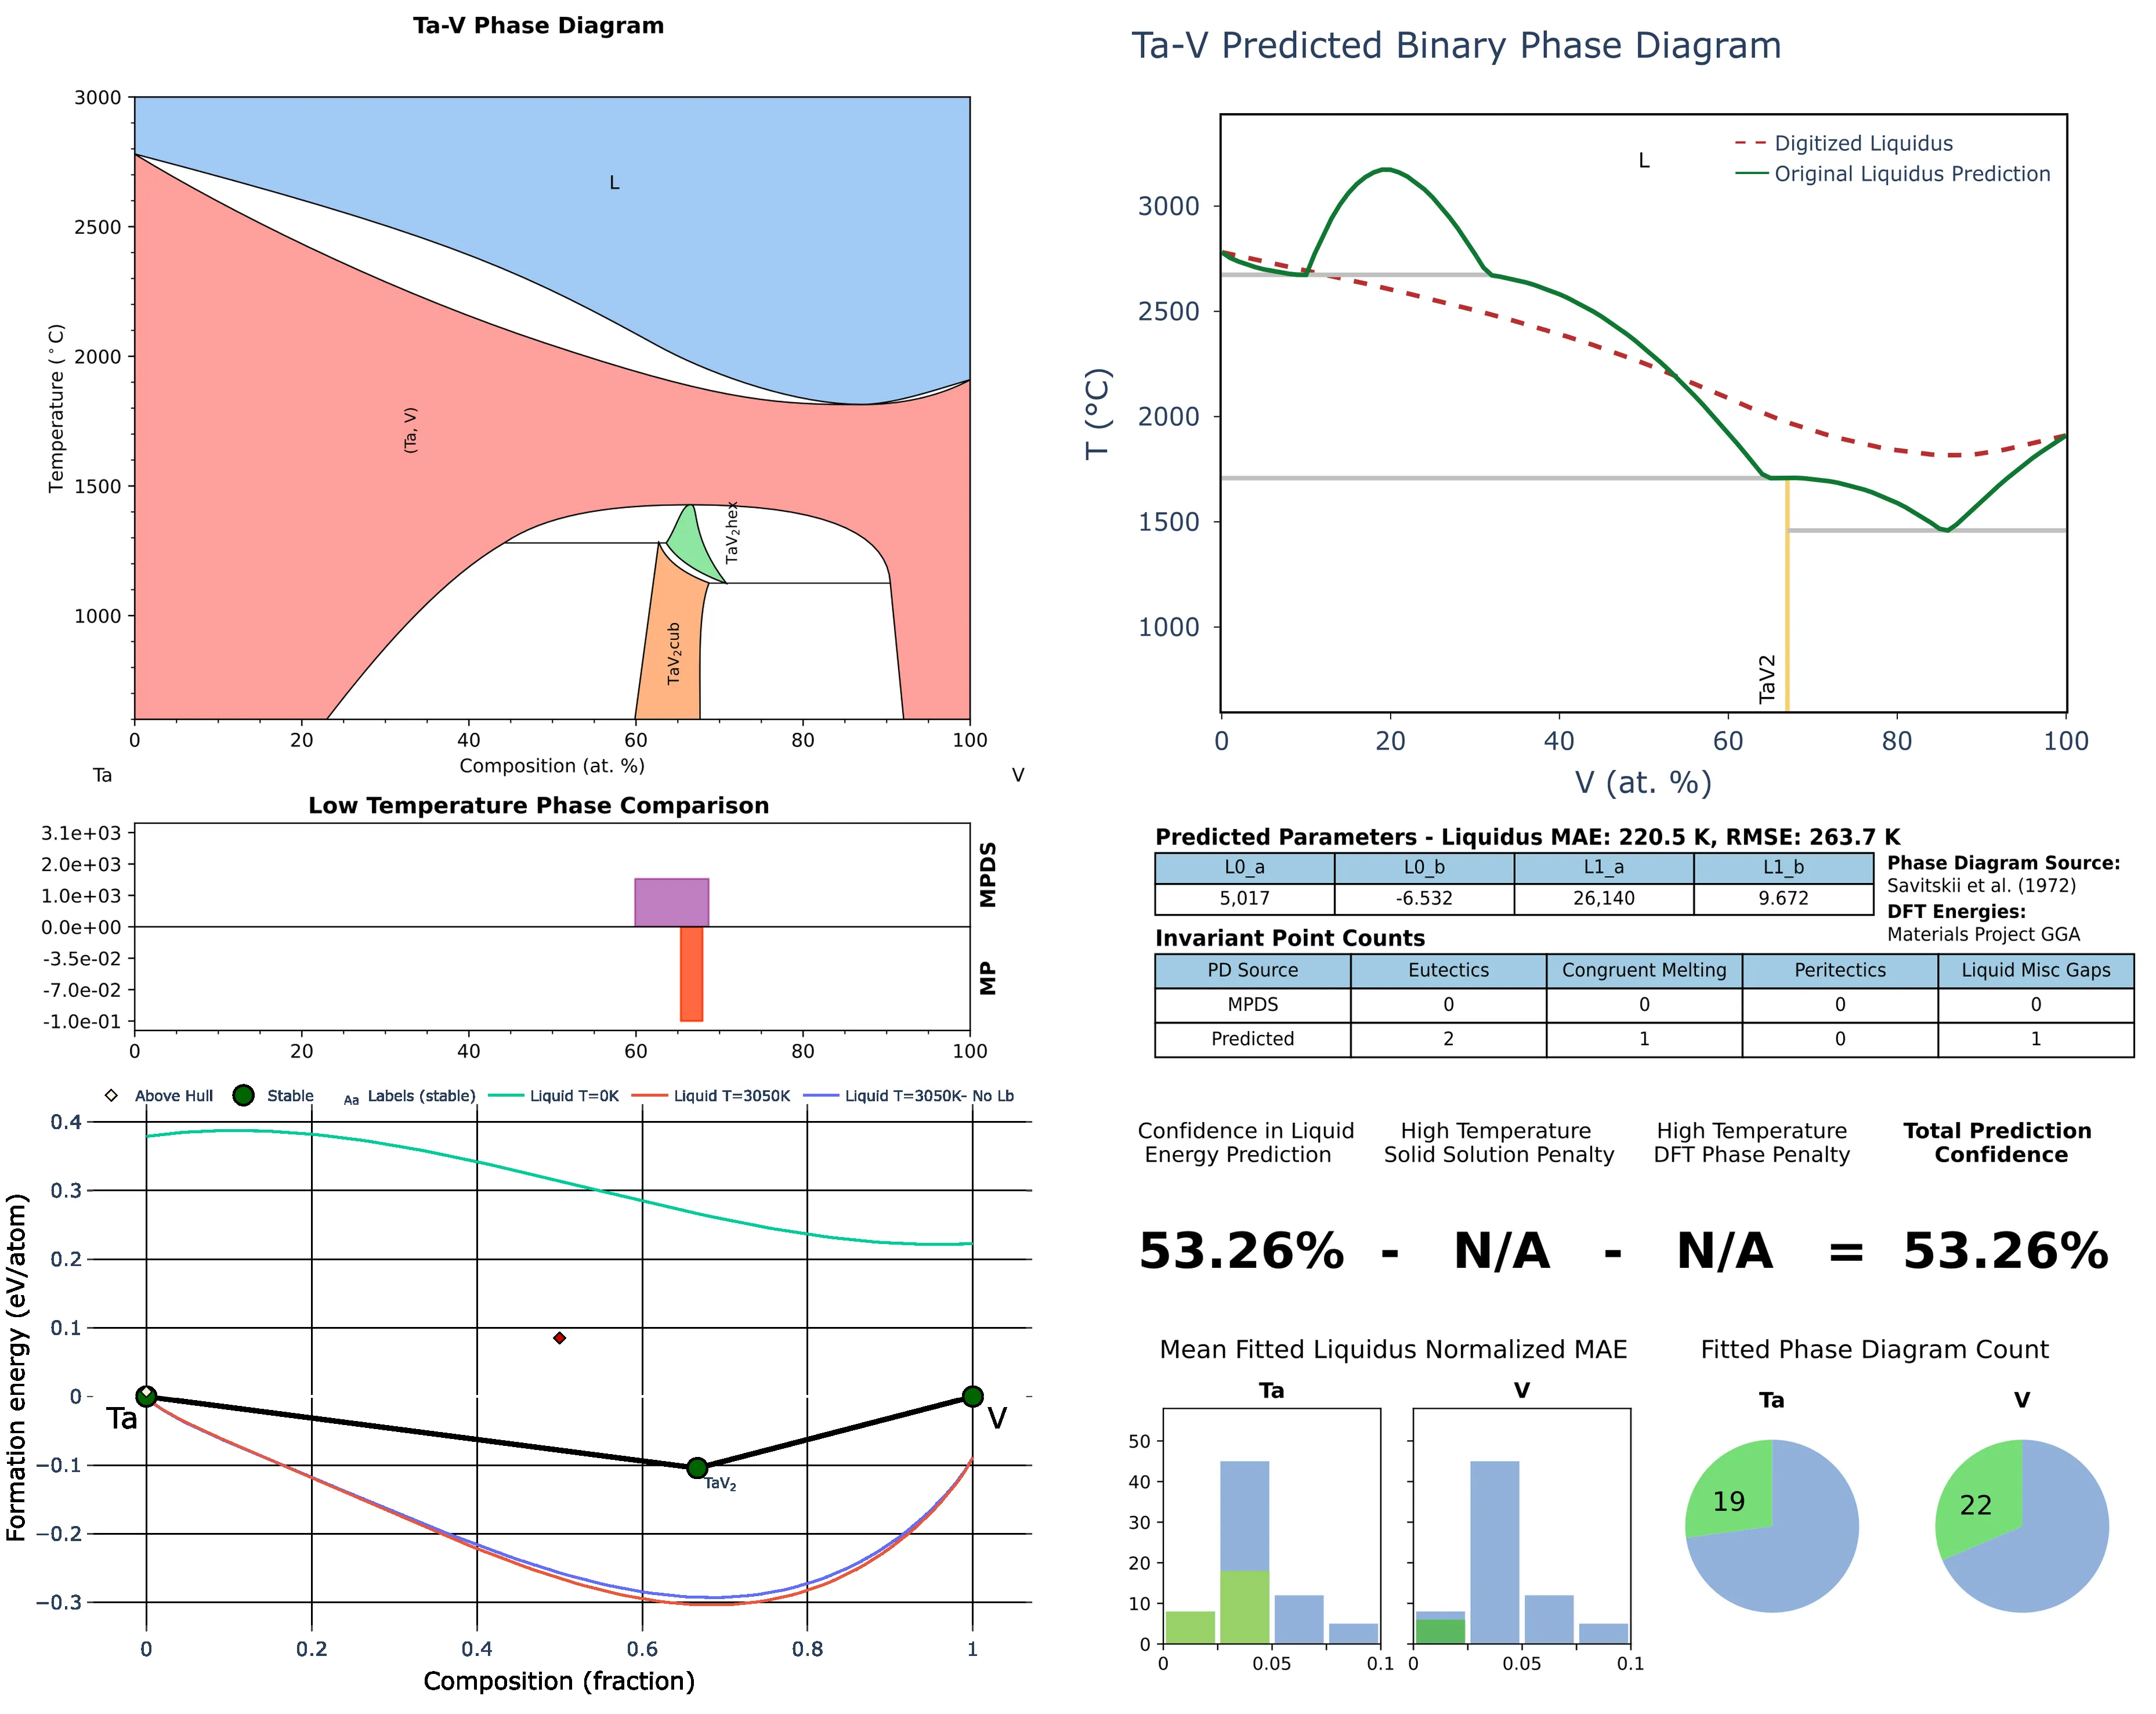 Ta-V Phase Diagram
3000
2500
2000
1500
1000
Temperature (°C)
L
(Ta, V)
TaV₂hex
TaV₂cub
0 20 40 60 80 100
Ta Composition (at. %) V
Ta-V Predicted Binary Phase Diagram
Digitized Liquidus
Original Liquidus Prediction
L
3000
2500
2000
1500
1000
T (°C)
TaV2
0 20 40 60 80 100
V (at. %)
Low Temperature Phase Comparison
3.1e+03
2.0e+03
1.0e+03
0.0e+00
-3.5e-02
-7.0e-02
-1.0e-01
MPDS
MP
0 20 40 60 80 100
Predicted Parameters - Liquidus MAE: 220.5 K, RMSE: 263.7 K
L0_a L0_b L1_a L1_b
5,017 -6.532 26,140 9.672
Phase Diagram Source:
Savitskii et al. (1972)
DFT Energies:
Materials Project GGA
Invariant Point Counts
PD Source Eutectics Congruent Melting Peritectics Liquid Misc Gaps
MPDS 0 0 0 0
Predicted 2 1 0 1
Above Hull Stable Aa Labels (stable) Liquid T=0K Liquid T=3050K Liquid T=3050K- No Lb
0.4
0.3
0.2
0.1
0
−0.1
−0.2
−0.3
Formation energy (eV/atom)
Ta
TaV₂
V
0 0.2 0.4 0.6 0.8 1
Composition (fraction)
Confidence in Liquid
Energy Prediction
High Temperature
Solid Solution Penalty
High Temperature
DFT Phase Penalty
Total Prediction
Confidence
53.26% - N/A - N/A = 53.26%
Mean Fitted Liquidus Normalized MAE
Ta V
50
40
30
20
10
0
0 0.05 0.1 0 0.05 0.1
Fitted Phase Diagram Count
Ta V
19 22